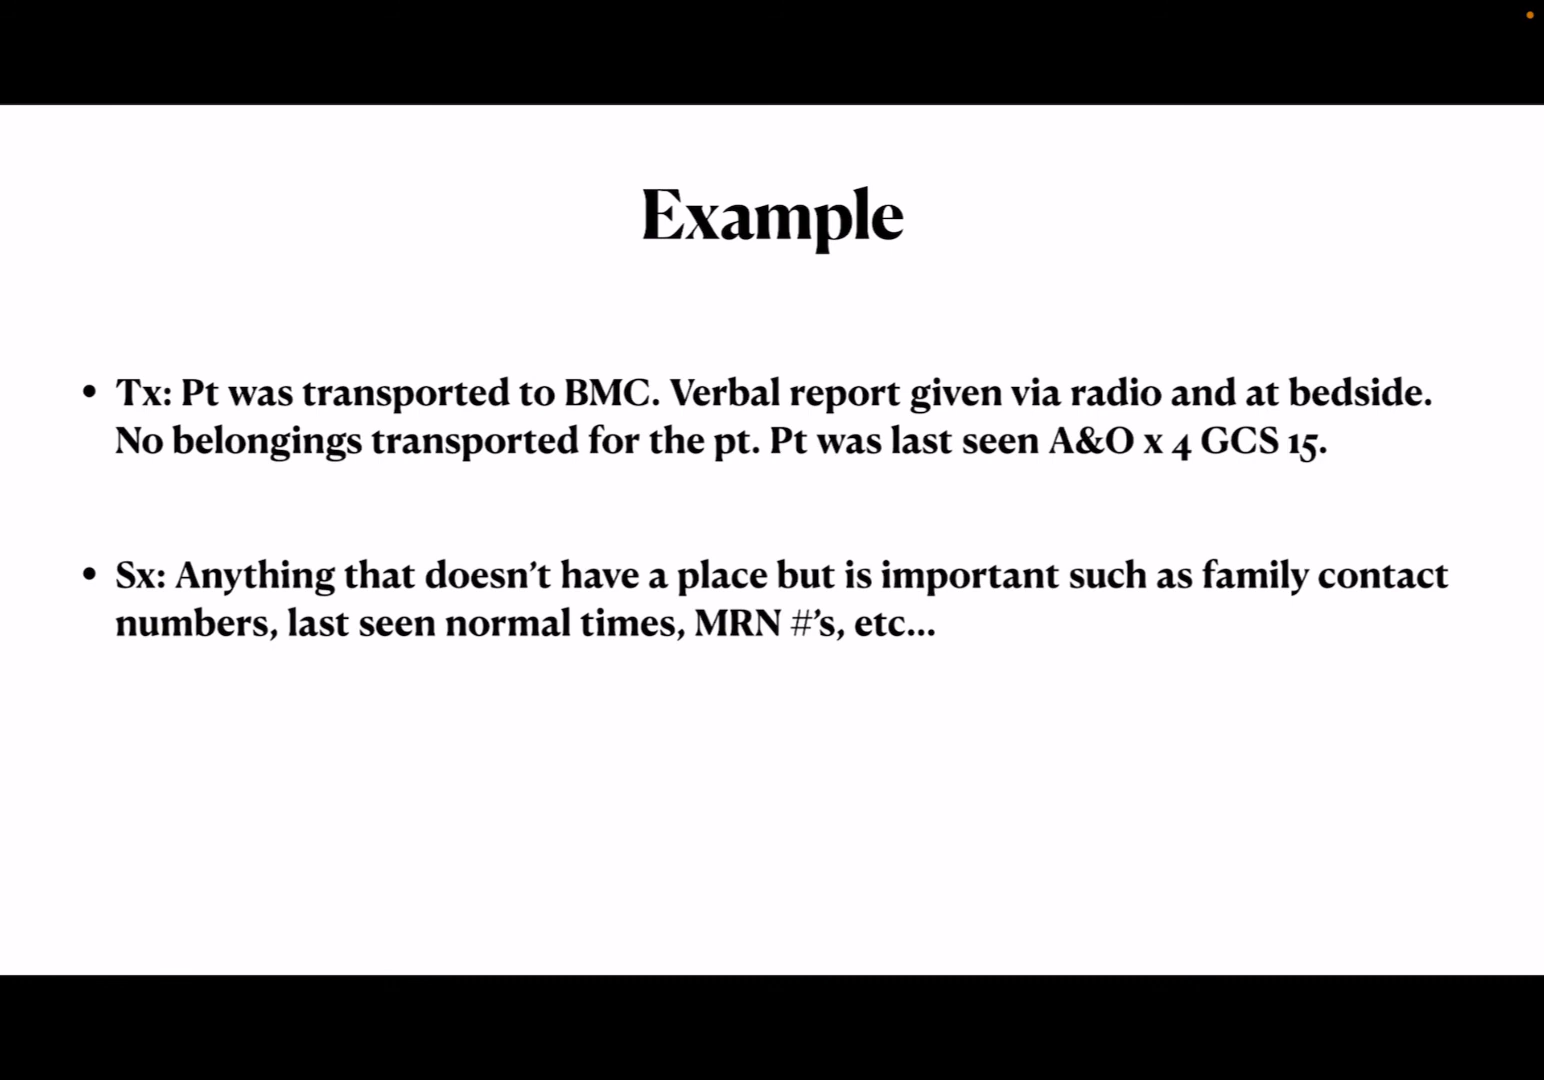 Example
• Tx: Pt was transported to BMC. Verbal report given via radio and at bedside.
No belongings transported for the pt. Pt was last seen A&O x 4 GCS 15.
• Sx: Anything that doesn’t have a place but is important such as family contact
numbers, last seen normal times, MRN #’s, etc…